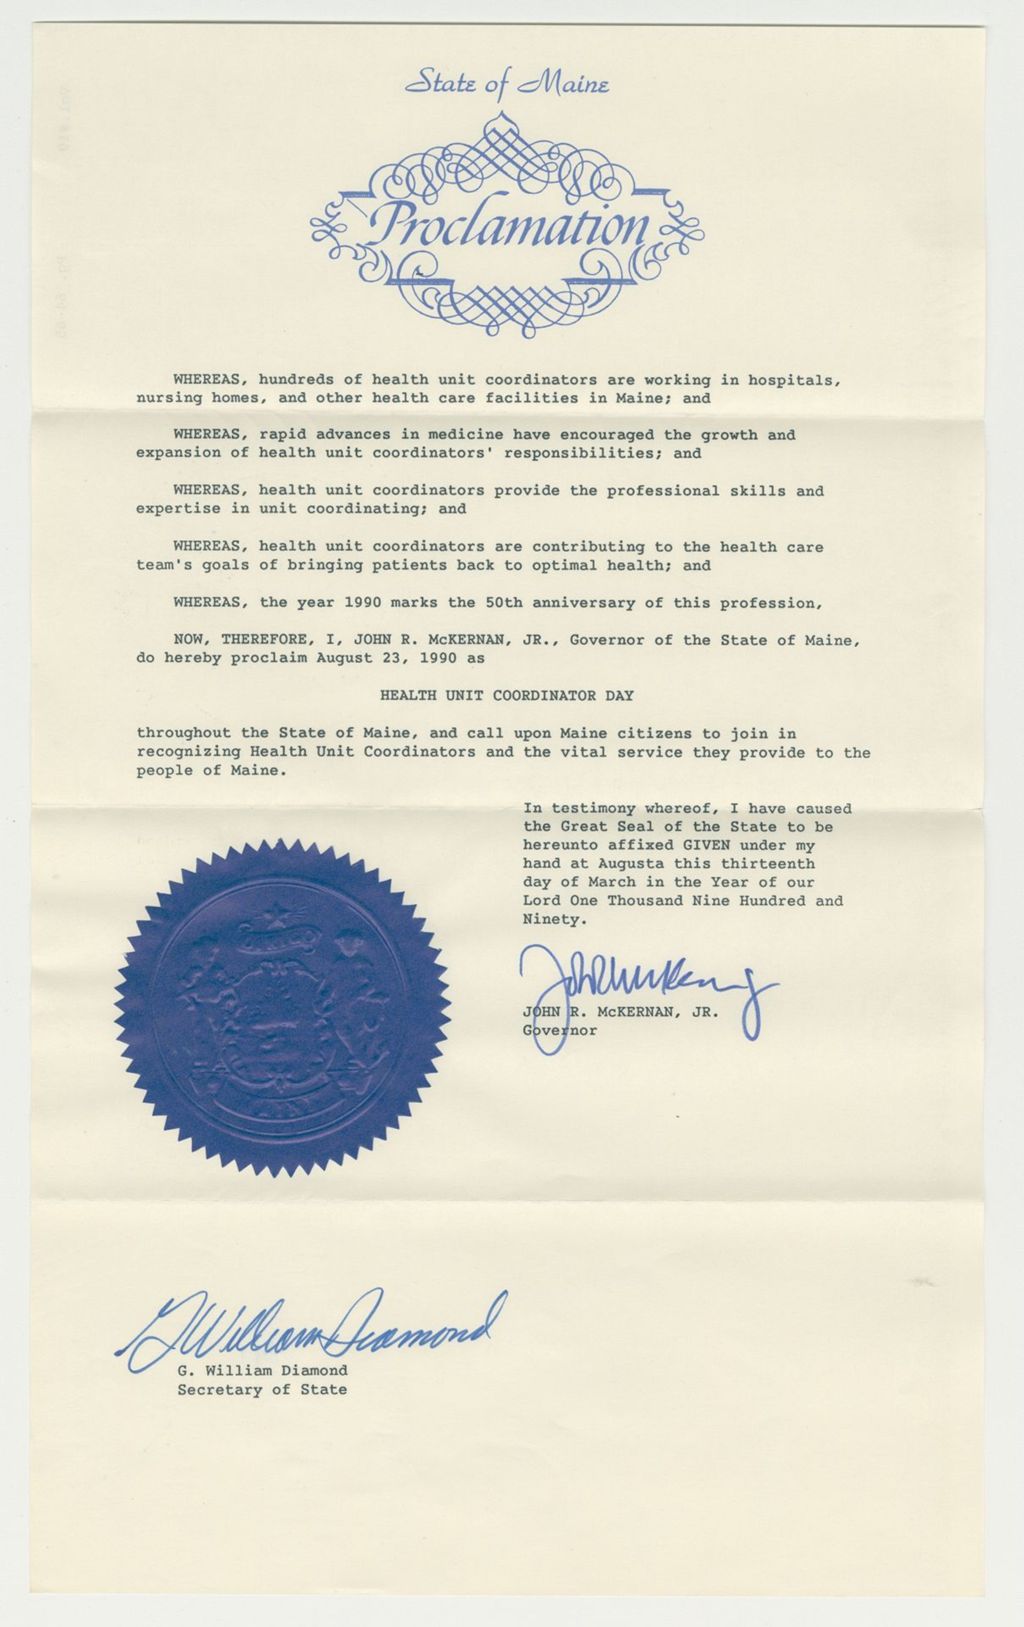 State of Maine
Proclamation
WHEREAS, hundreds of health unit coordinators are working in hospitals,
nursing homes, and other health care facilities in Maine; and
WHEREAS, rapid advances in medicine have encouraged the growth and
expansion of health unit coordinators' responsibilities; and
WHEREAS, health unit coordinators provide the professional skills and
expertise in unit coordinating; and
WHEREAS, health unit coordinators are contributing to the health care
team's goals of bringing patients back to optimal health; and
WHEREAS, the year 1990 marks the 50th anniversary of this profession,
NOW, THEREFORE, I, JOHN R. McKERNAN, JR., Governor of the State of Maine,
do hereby proclaim August 23, 1990 as
HEALTH UNIT COORDINATOR DAY
throughout the State of Maine, and call upon Maine citizens to join in
recognizing Health Unit Coordinators and the vital service they provide to the
people of Maine.
In testimony whereof, I have caused
the Great Seal of the State to be
hereunto affixed GIVEN under my
hand at Augusta this thirteenth
day of March in the Year of our
Lord One Thousand Nine Hundred and
Ninety.
JOHN R. McKERNAN, JR.
Governor
G. William Diamond
G. William Diamond
Secretary of State